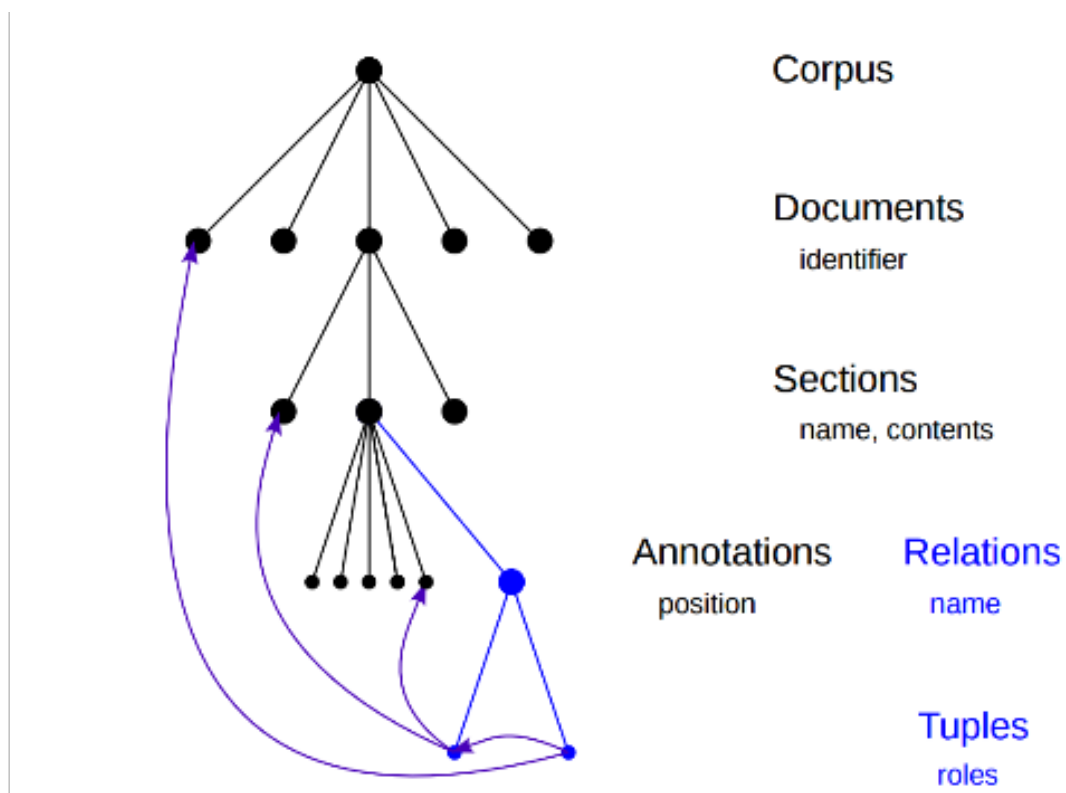 Corpus
Documents
identifier
Sections
name, contents
Annotations Relations
position name
Tuples
roles